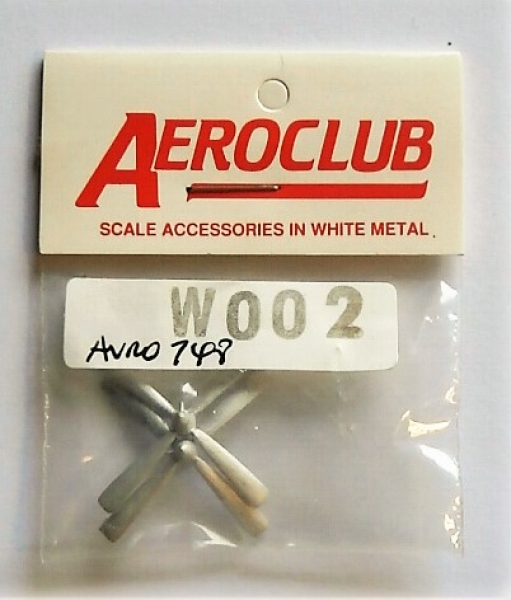 AEROCLUB
SCALE ACCESSORIES IN WHITE METAL.
W002
AVRO 748